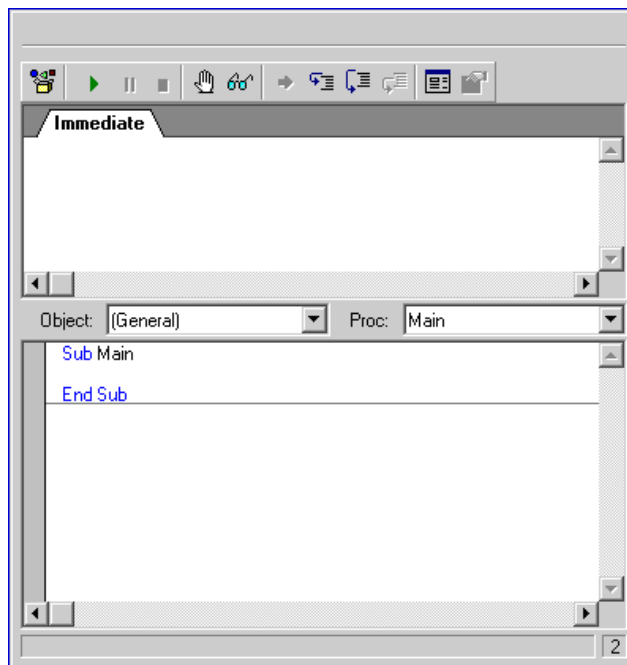 Immediate
Object: (General) Proc: Main
Sub Main
End Sub
2